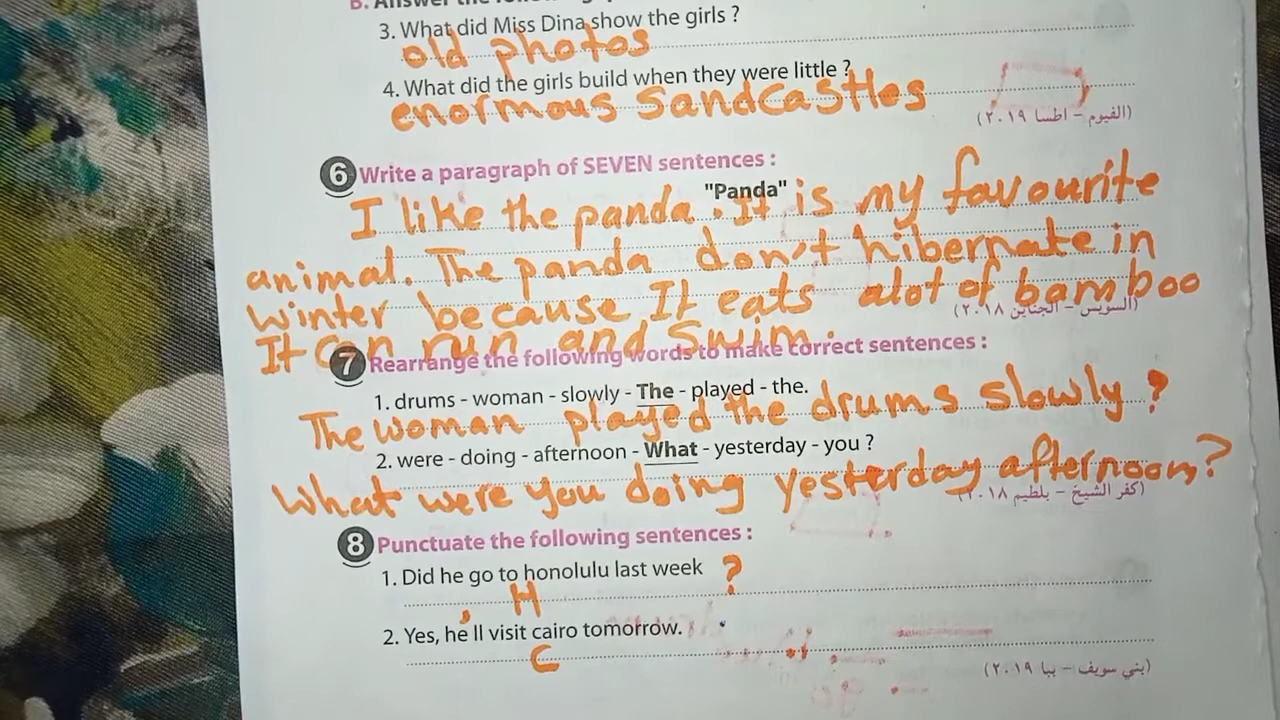 3. What did Miss Dina show the girls ?
old photos
4. What did the girls build when they were little ?
enormous Sandcastles
(الفيوم - اطسا ٢٠١٩)
6 Write a paragraph of SEVEN sentences :
"Panda"
I like the panda. It is my favourite
animal. The panda don't hibernate in
winter because It eats alot of bamboo
(السويس - الجناين ٢٠١٨)
It can run and Swim.
7 Rearrange the following words to make correct sentences :
1. drums - woman - slowly - The - played - the.
The woman played the drums slowly ?
2. were - doing - afternoon - What - yesterday - you ?
What were you doing yesterday afternoon?
(كفر الشيخ - بلطيم ٢٠١٨)
8 Punctuate the following sentences :
1. Did he go to honolulu last week ?
, H
2. Yes, he ll visit cairo tomorrow.
C
(بني سويف - ببا ٢٠١٩)